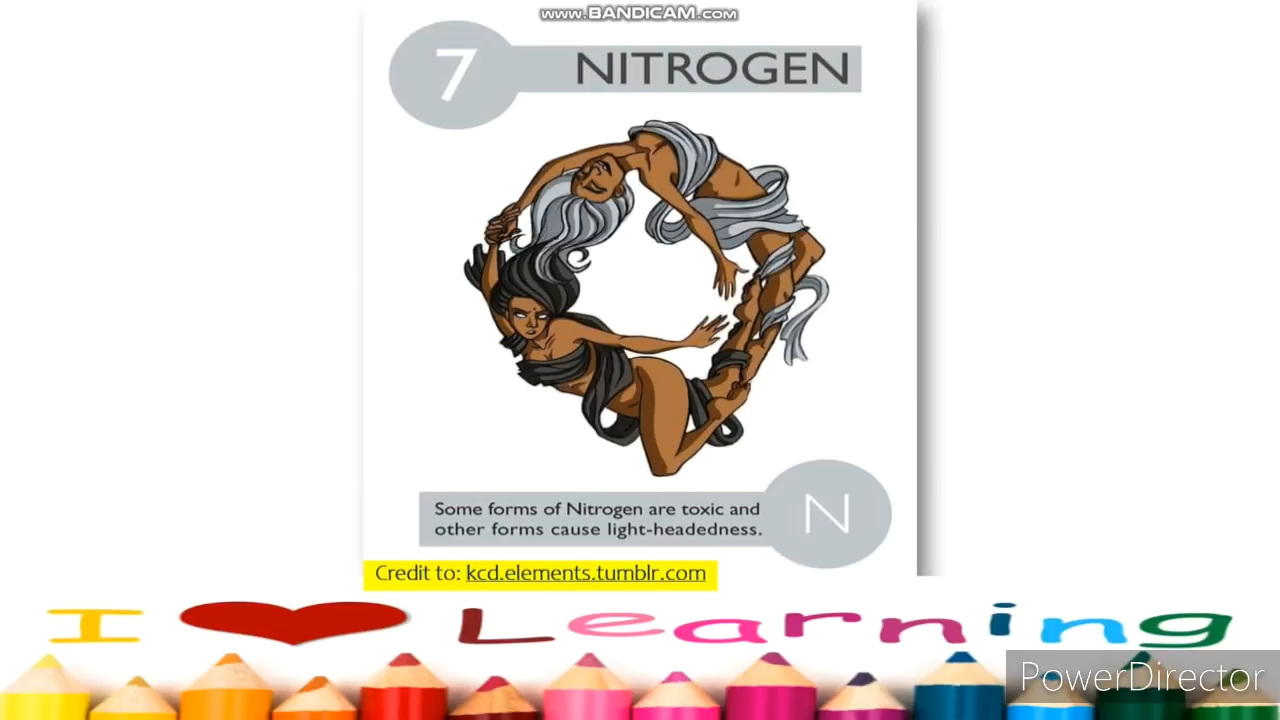 www.BANDICAM.com
7 NITROGEN
Some forms of Nitrogen are toxic and
other forms cause light-headedness.
N
Credit to: kcd.elements.tumblr.com
I Learning
PowerDirector